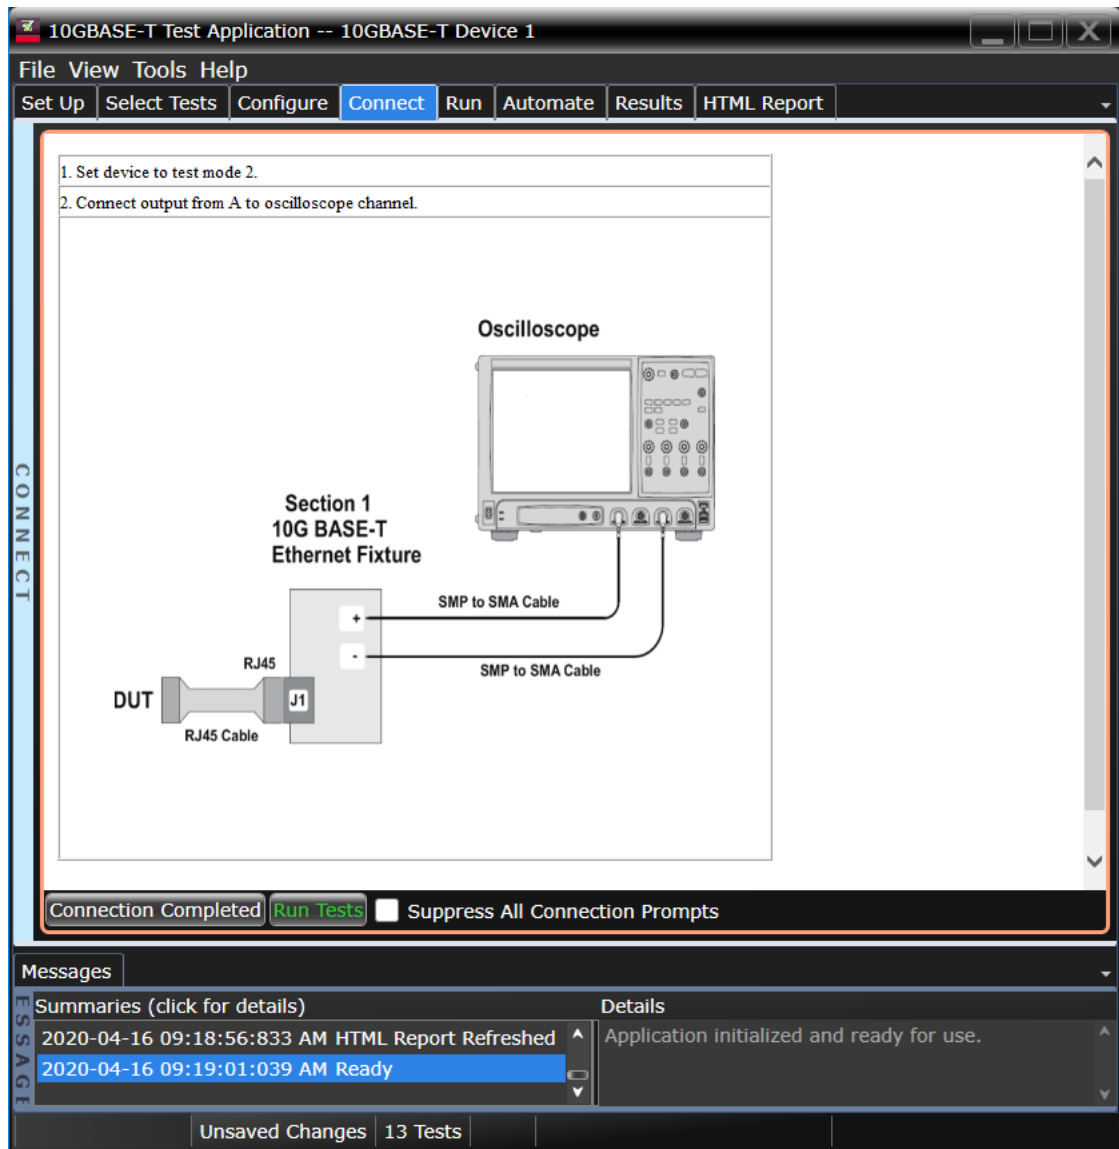 10GBASE-T Test Application -- 10GBASE-T Device 1
File View Tools Help
Set Up Select Tests Configure Connect Run Automate Results HTML Report
CONNECT
1. Set device to test mode 2.
2. Connect output from A to oscilloscope channel.
Oscilloscope
Section 1
10G BASE-T
Ethernet Fixture
SMP to SMA Cable
+
-
SMP to SMA Cable
RJ45
DUT
J1
RJ45 Cable
Connection Completed Run Tests Suppress All Connection Prompts
Messages
ESSAGE
Summaries (click for details) Details
2020-04-16 09:18:56:833 AM HTML Report Refreshed Application initialized and ready for use.
2020-04-16 09:19:01:039 AM Ready
Unsaved Changes 13 Tests